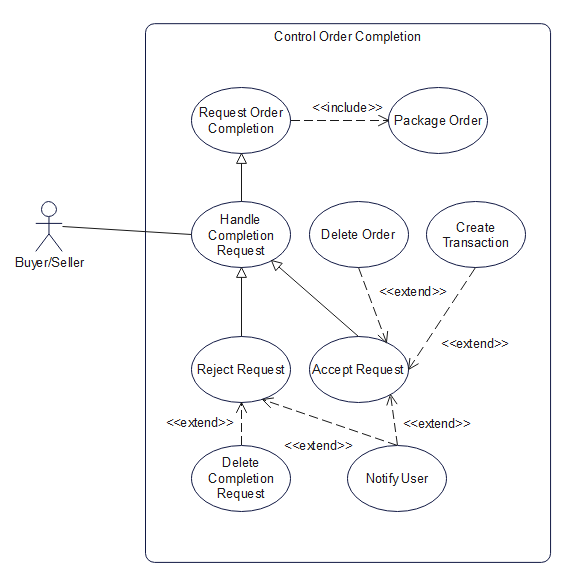 Control Order Completion
Request Order
Completion
<<include>>
Package Order
Handle
Completion
Request
Delete Order
Create
Transaction
Buyer/Seller
<<extend>>
<<extend>>
Reject Request
Accept Request
<<extend>>
<<extend>>
<<extend>>
Delete
Completion
Request
Notify User